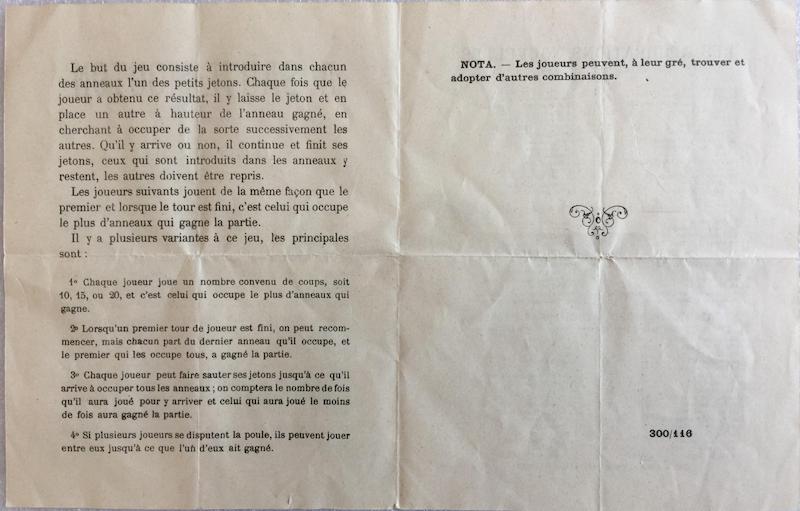 Le but du jeu consiste à introduire dans chacun
des anneaux l'un des petits jetons. Chaque fois que le
joueur a obtenu ce résultat, il y laisse le jeton et en
place un autre à hauteur de l'anneau gagné, en
cherchant à occuper de la sorte successivement les
autres. Qu'il y arrive ou non, il continue et finit ses
jetons, ceux qui sont introduits dans les anneaux y
restent, les autres doivent être repris.
Les joueurs suivants jouent de la même façon que le
premier et lorsque le tour est fini, c'est celui qui occupe
le plus d'anneaux qui gagne la partie.
Il y a plusieurs variantes à ce jeu, les principales
sont :
1º Chaque joueur joue un nombre convenu de coups, soit
10, 15, ou 20, et c'est celui qui occupe le plus d'anneaux qui
gagne.
2º Lorsqu'un premier tour de joueur est fini, on peut recom-
mencer, mais chacun part du dernier anneau qu'il occupe, et
le premier qui les occupe tous, a gagné la partie.
3º Chaque joueur peut faire sauter ses jetons jusqu'à ce qu'il
arrive à occuper tous les anneaux ; on comptera le nombre de fois
qu'il aura joué pour y arriver et celui qui aura joué le moins
de fois aura gagné la partie.
4º Si plusieurs joueurs se disputent la poule, ils peuvent jouer
entre eux jusqu'à ce que l'un d'eux ait gagné.
NOTA. — Les joueurs peuvent, à leur gré, trouver et
adopter d'autres combinaisons.
300/116